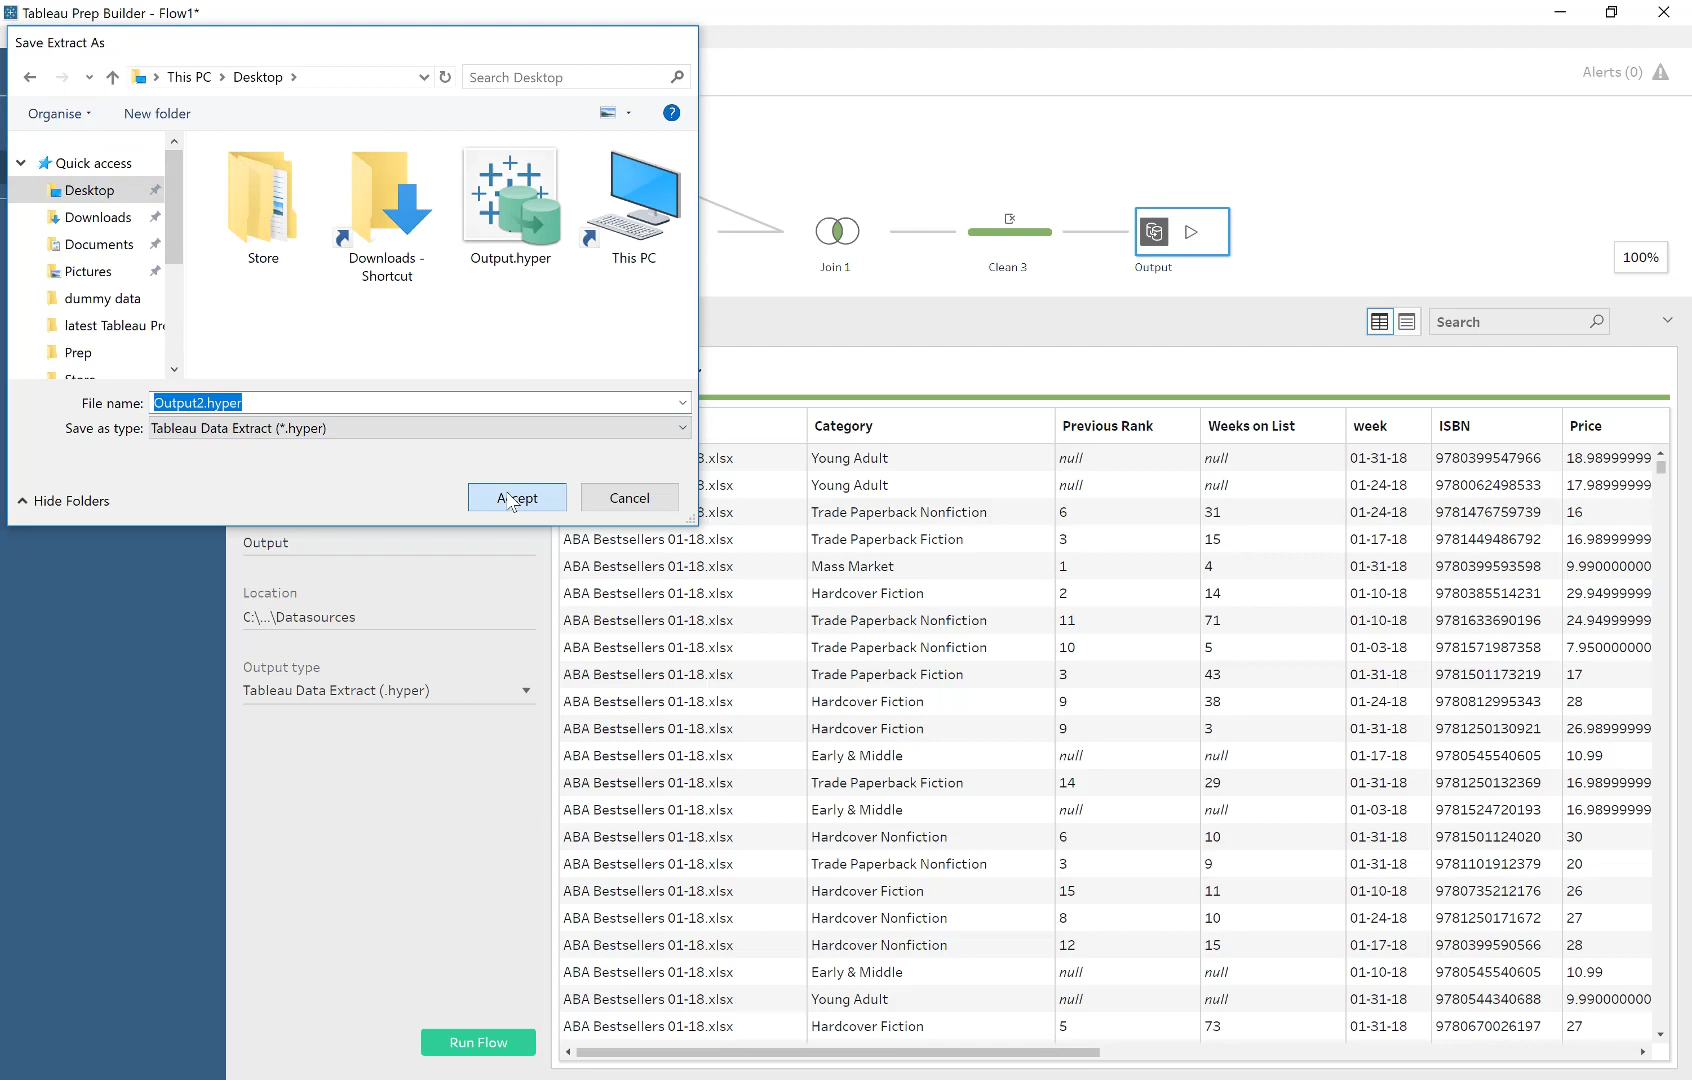 Tableau Prep Builder - Flow1*
Save Extract As
This PC > Desktop >
Search Desktop
Organise
New folder
?
Alerts (0)
Quick access
Desktop
Downloads
Documents
Pictures
dummy data
latest Tableau Pre
Prep
Store
Downloads - Shortcut
Output.hyper
This PC
File name: Output2.hyper
Save as type: Tableau Data Extract (*.hyper)
Hide Folders
Accept
Cancel
Join 1
Clean 3
Output
100%
Search
Output
Location
C:\...\Datasources
Output type
Tableau Data Extract (.hyper)
Run Flow
Category Previous Rank Weeks on List week ISBN Price
8.xlsx Young Adult null null 01-31-18 9780399547966 18.98999999
8.xlsx Young Adult null null 01-24-18 9780062498533 17.98999999
8.xlsx Trade Paperback Nonfiction 6 31 01-24-18 9781476759739 16
ABA Bestsellers 01-18.xlsx Trade Paperback Fiction 3 15 01-17-18 9781449486792 16.98999999
ABA Bestsellers 01-18.xlsx Mass Market 1 4 01-31-18 9780399593598 9.990000000
ABA Bestsellers 01-18.xlsx Hardcover Fiction 2 14 01-10-18 9780385514231 29.94999999
ABA Bestsellers 01-18.xlsx Trade Paperback Nonfiction 11 71 01-10-18 9781633690196 24.94999999
ABA Bestsellers 01-18.xlsx Trade Paperback Nonfiction 10 5 01-03-18 9781571987358 7.950000000
ABA Bestsellers 01-18.xlsx Trade Paperback Fiction 3 43 01-31-18 9781501173219 17
ABA Bestsellers 01-18.xlsx Hardcover Fiction 9 38 01-24-18 9780812995343 28
ABA Bestsellers 01-18.xlsx Hardcover Fiction 9 3 01-31-18 9781250130921 26.98999999
ABA Bestsellers 01-18.xlsx Early & Middle null null 01-17-18 9780545540605 10.99
ABA Bestsellers 01-18.xlsx Trade Paperback Fiction 14 29 01-31-18 9781250132369 16.98999999
ABA Bestsellers 01-18.xlsx Early & Middle null null 01-03-18 9781524720193 16.98999999
ABA Bestsellers 01-18.xlsx Hardcover Nonfiction 6 10 01-31-18 9781501124020 30
ABA Bestsellers 01-18.xlsx Trade Paperback Nonfiction 3 9 01-31-18 9781101912379 20
ABA Bestsellers 01-18.xlsx Hardcover Fiction 15 11 01-10-18 9780735212176 26
ABA Bestsellers 01-18.xlsx Hardcover Nonfiction 8 10 01-24-18 9781250171672 27
ABA Bestsellers 01-18.xlsx Hardcover Nonfiction 12 15 01-17-18 9780399590566 28
ABA Bestsellers 01-18.xlsx Early & Middle null null 01-10-18 9780545540605 10.99
ABA Bestsellers 01-18.xlsx Young Adult null null 01-31-18 9780544340688 9.990000000
ABA Bestsellers 01-18.xlsx Hardcover Fiction 5 73 01-31-18 9780670026197 27